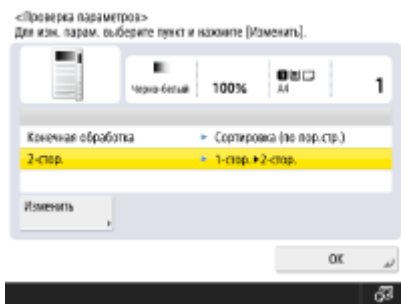 <Проверка параметров>
Для изм. парам. выберите пункт и нажмите [Изменить].
Черно-белый
100%
A4
1
Конечная обработка
Сортировка (по пор.стр.)
2-стор.
1-стор.►2-стор.
Изменить
OK